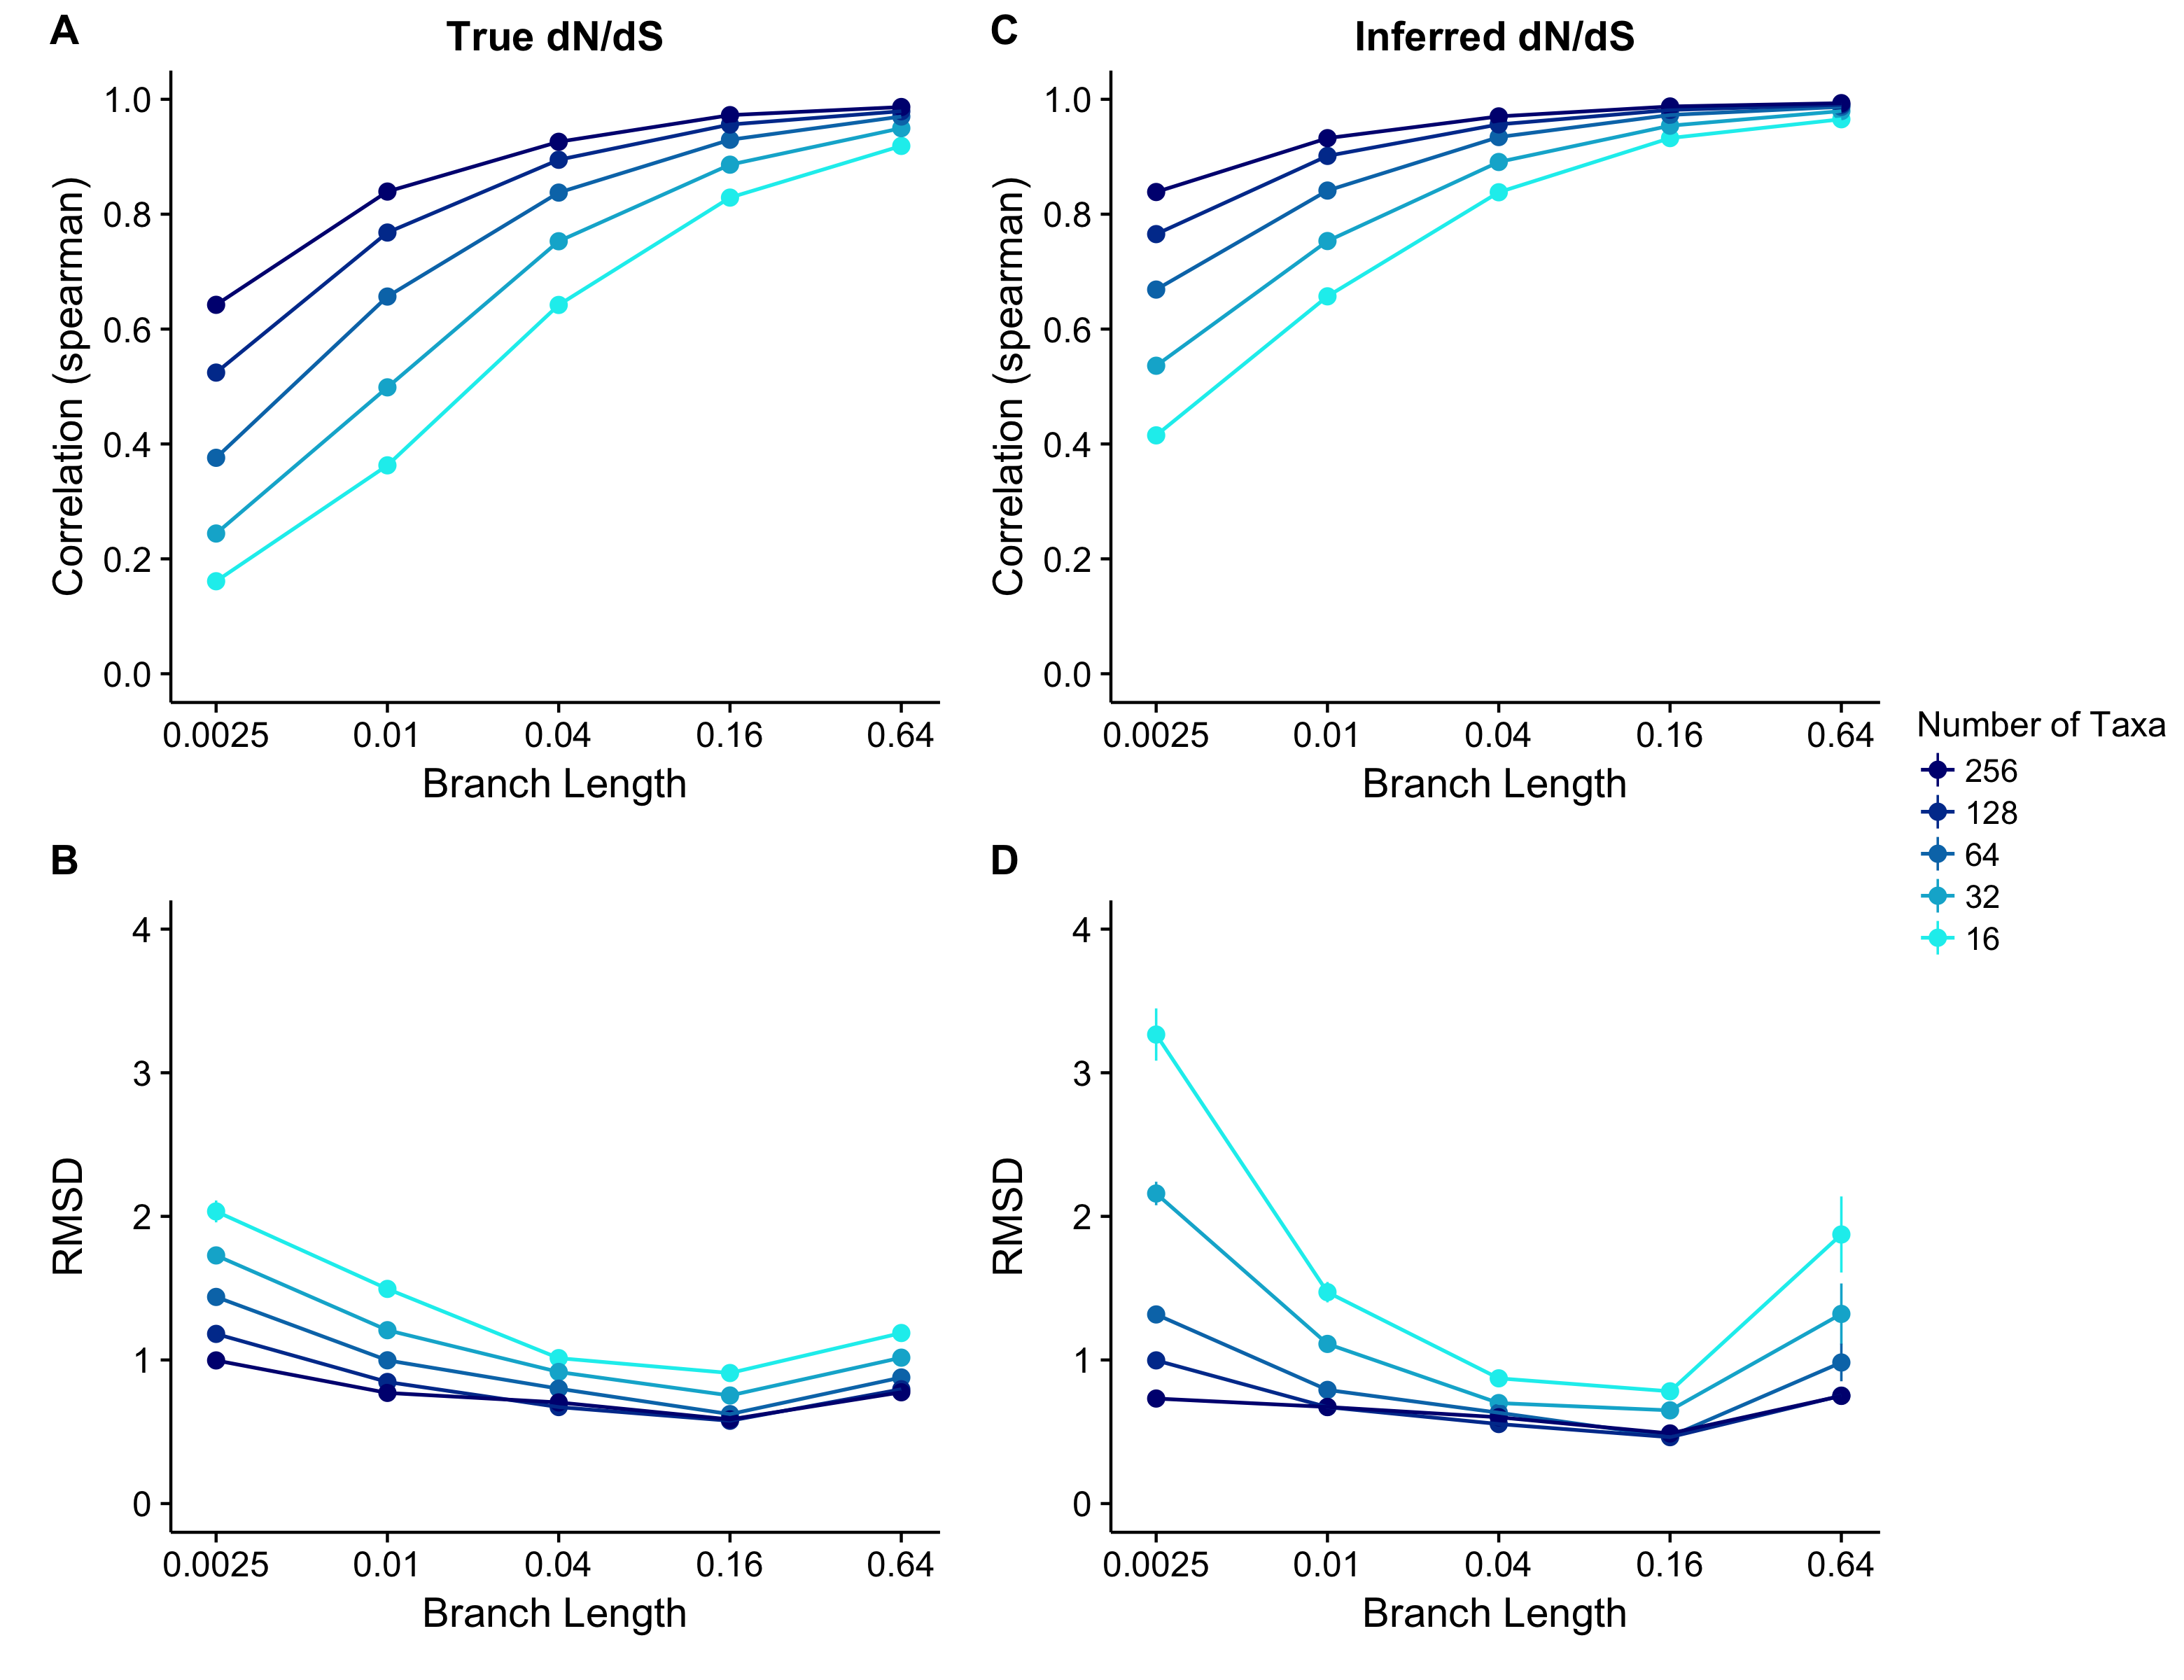 A
True dN/dS
Correlation (spearman)
1.0
0.8
0.6
0.4
0.2
0.0
0.0025 0.01 0.04 0.16 0.64
Branch Length
C
Inferred dN/dS
Correlation (spearman)
1.0
0.8
0.6
0.4
0.2
0.0
0.0025 0.01 0.04 0.16 0.64
Branch Length
B
RMSD
4
3
2
1
0
0.0025 0.01 0.04 0.16 0.64
Branch Length
D
RMSD
4
3
2
1
0
0.0025 0.01 0.04 0.16 0.64
Branch Length
Number of Taxa
256
128
64
32
16